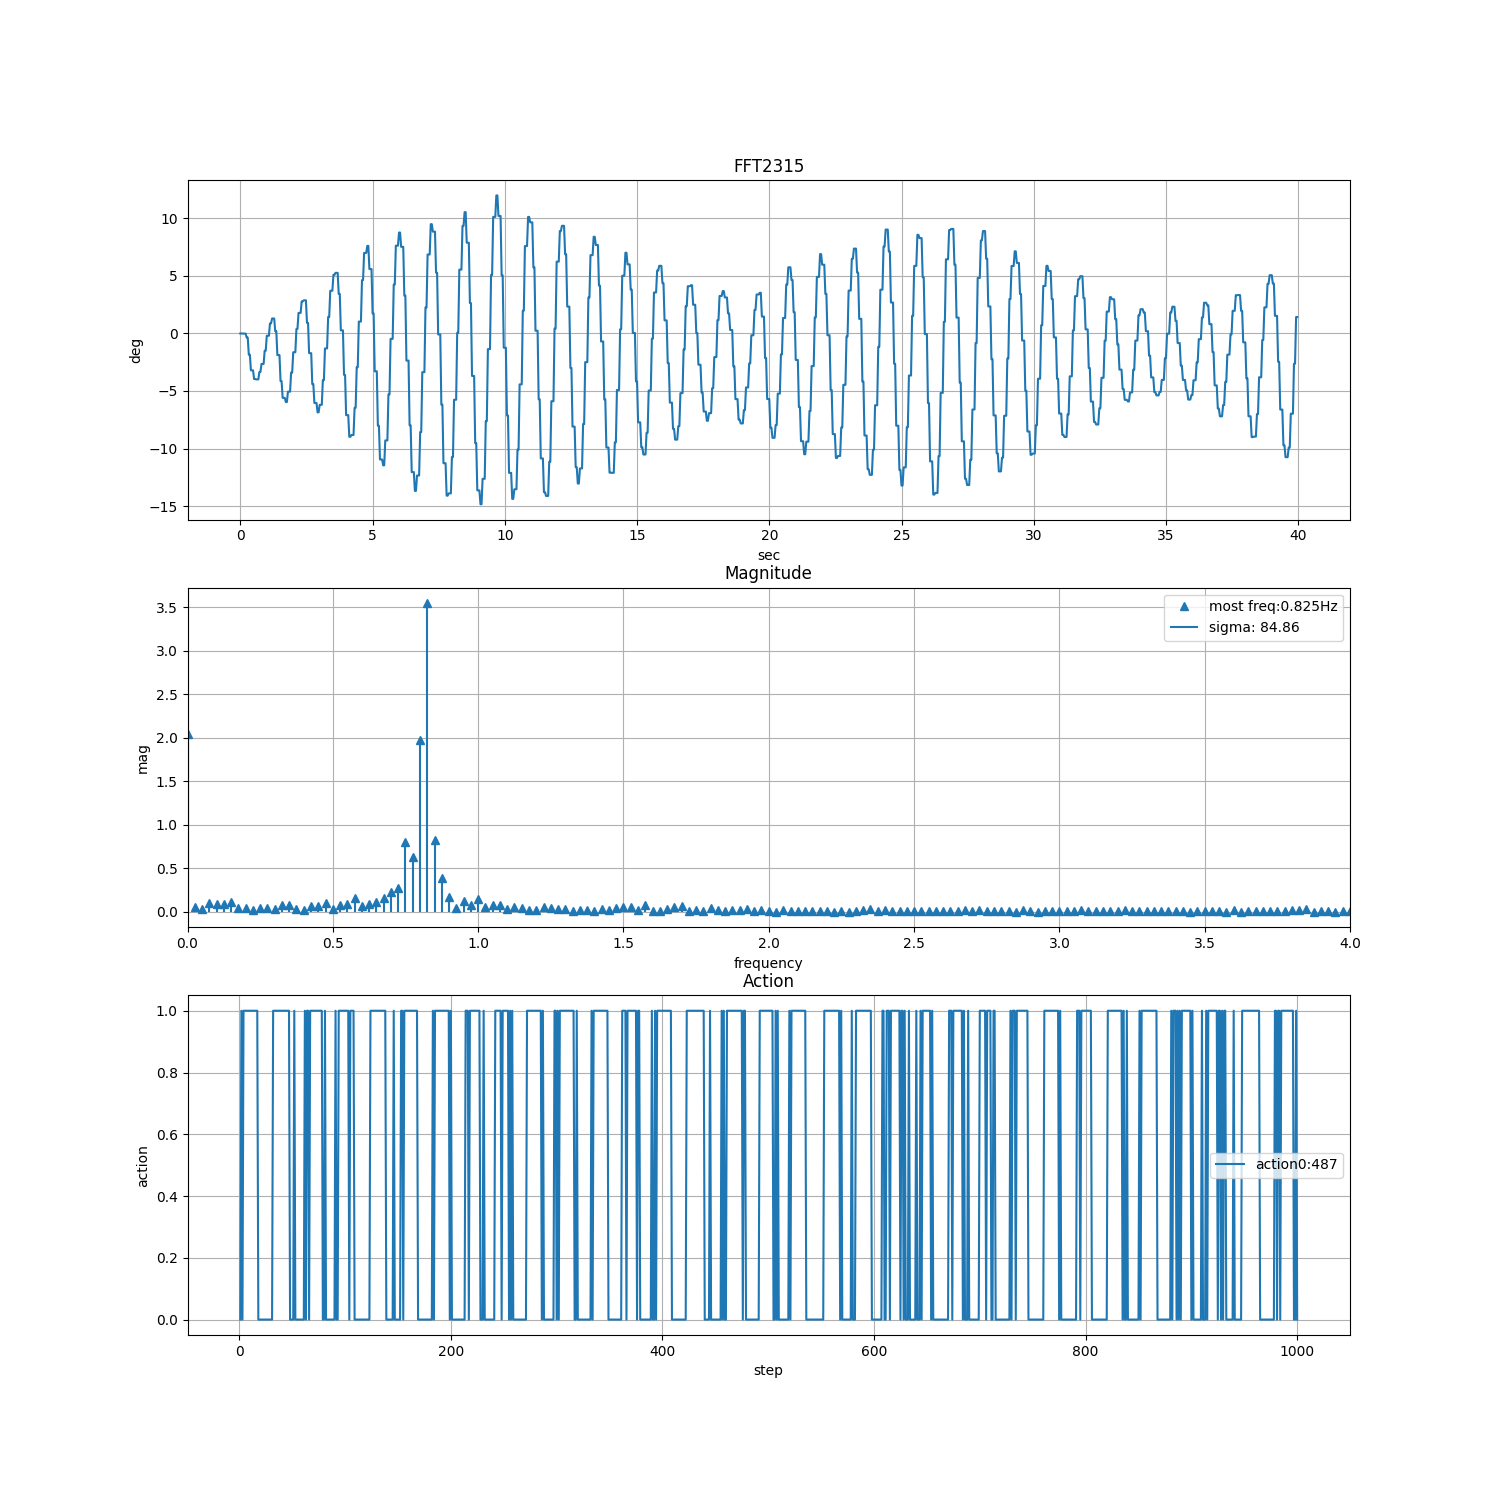 FFT2315
10
5
0
−5
−10
−15
deg
0 5 10 15 20 25 30 35 40
sec
Magnitude
most freq:0.825Hz
sigma: 84.86
3.5
3.0
2.5
2.0
1.5
1.0
0.5
0.0
mag
0.0 0.5 1.0 1.5 2.0 2.5 3.0 3.5 4.0
frequency
Action
1.0
0.8
0.6
0.4
0.2
0.0
action
action0:487
0 200 400 600 800 1000
step